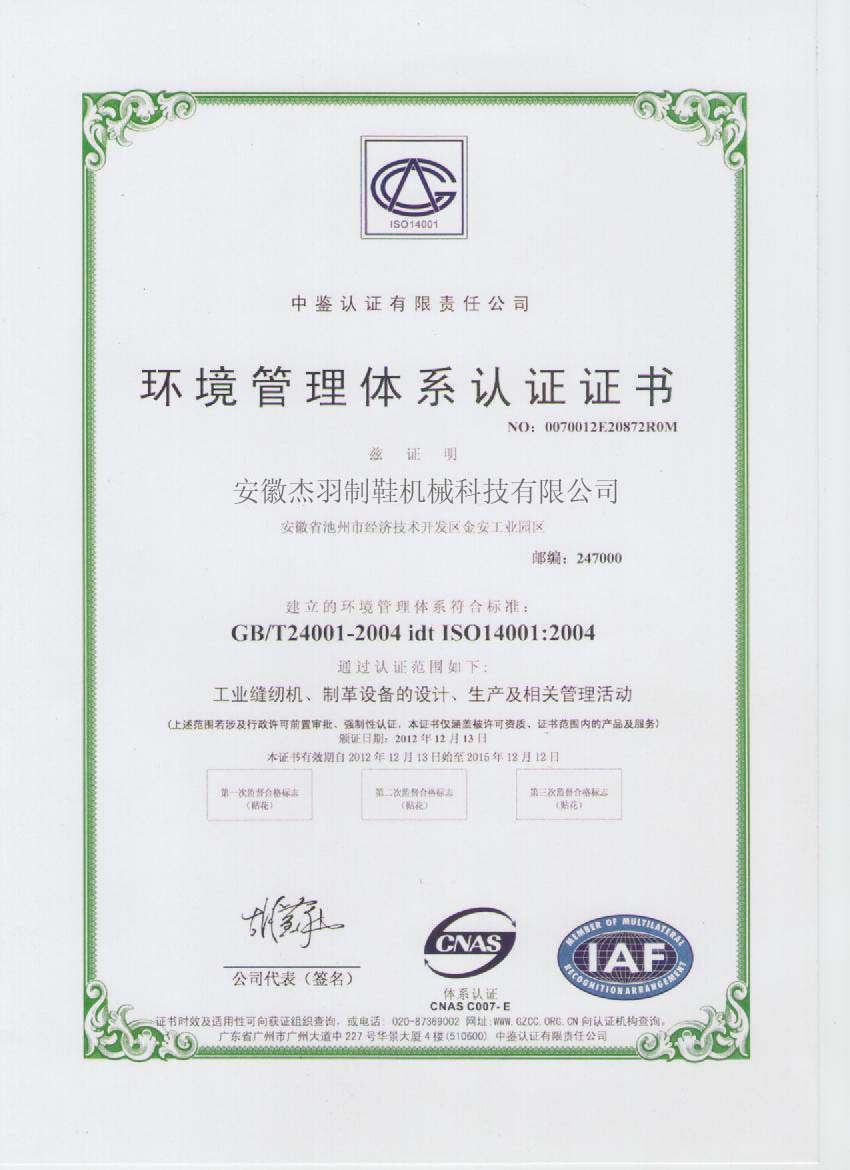 ISO14001
中鉴认证有限责任公司
环境管理体系认证证书
NO：0070012E20872R0M
兹 证 明
安徽杰羽制鞋机械科技有限公司
安徽省池州市经济技术开发区金安工业园区
邮编：247000
建立的环境管理体系符合标准：
GB/T24001-2004 idt ISO14001:2004
通过认证范围如下:
工业缝纫机、制革设备的设计、生产及相关管理活动
（上述范围若涉及行政许可前置审批、强制性认证，本证书仅涵盖被许可资质、证书范围内的产品及服务）
颁证日期：2012 年 12 月 13 日
本证书有效期自 2012 年 12 月 13 日始至 2015 年 12 月 12 日
第一次监督合格标志
（贴花）
第二次监督合格标志
（贴花）
第三次监督合格标志
（贴花）
CNAS
MEMBER OF MULTILATERAL
IAF
RECOGNITION ARRANGEMENT
公司代表（签名）
体系认证
CNAS C007-E
证书时效及适用性可向获证组织查询，或电话：020-87369002 网址:WWW.GZCC.ORG.CN 向认证机构查询。
广东省广州市广州大道中 227 号华景大厦 4 楼(510600) 中鉴认证有限责任公司